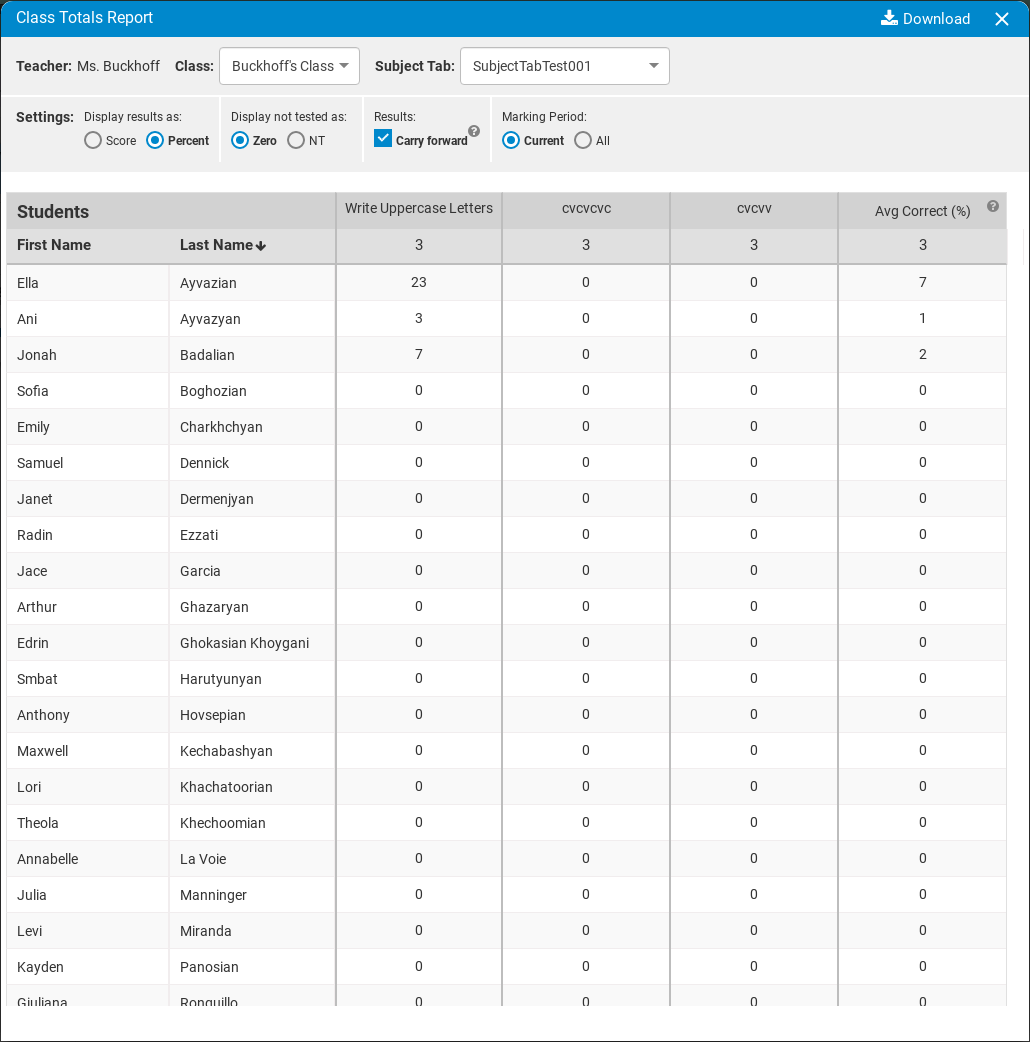 Class Totals Report Download
Teacher: Ms. Buckhoff Class: Buckhoff's Class Subject Tab: SubjectTabTest001
Settings: Display results as: Display not tested as: Results: Marking Period:
Score Percent Zero NT Carry forward ? Current All
Students Write Uppercase Letters cvcvcvc cvcvv Avg Correct (%) ?
First Name Last Name 3 3 3 3
Ella Ayvazian 23 0 0 7
Ani Ayvazyan 3 0 0 1
Jonah Badalian 7 0 0 2
Sofia Boghozian 0 0 0 0
Emily Charkhchyan 0 0 0 0
Samuel Dennick 0 0 0 0
Janet Dermenjyan 0 0 0 0
Radin Ezzati 0 0 0 0
Jace Garcia 0 0 0 0
Arthur Ghazaryan 0 0 0 0
Edrin Ghokasian Khoygani 0 0 0 0
Smbat Harutyunyan 0 0 0 0
Anthony Hovsepian 0 0 0 0
Maxwell Kechabashyan 0 0 0 0
Lori Khachatoorian 0 0 0 0
Theola Khechoomian 0 0 0 0
Annabelle La Voie 0 0 0 0
Julia Manninger 0 0 0 0
Levi Miranda 0 0 0 0
Kayden Panosian 0 0 0 0
Giuliana Ronquillo 0 0 0 0